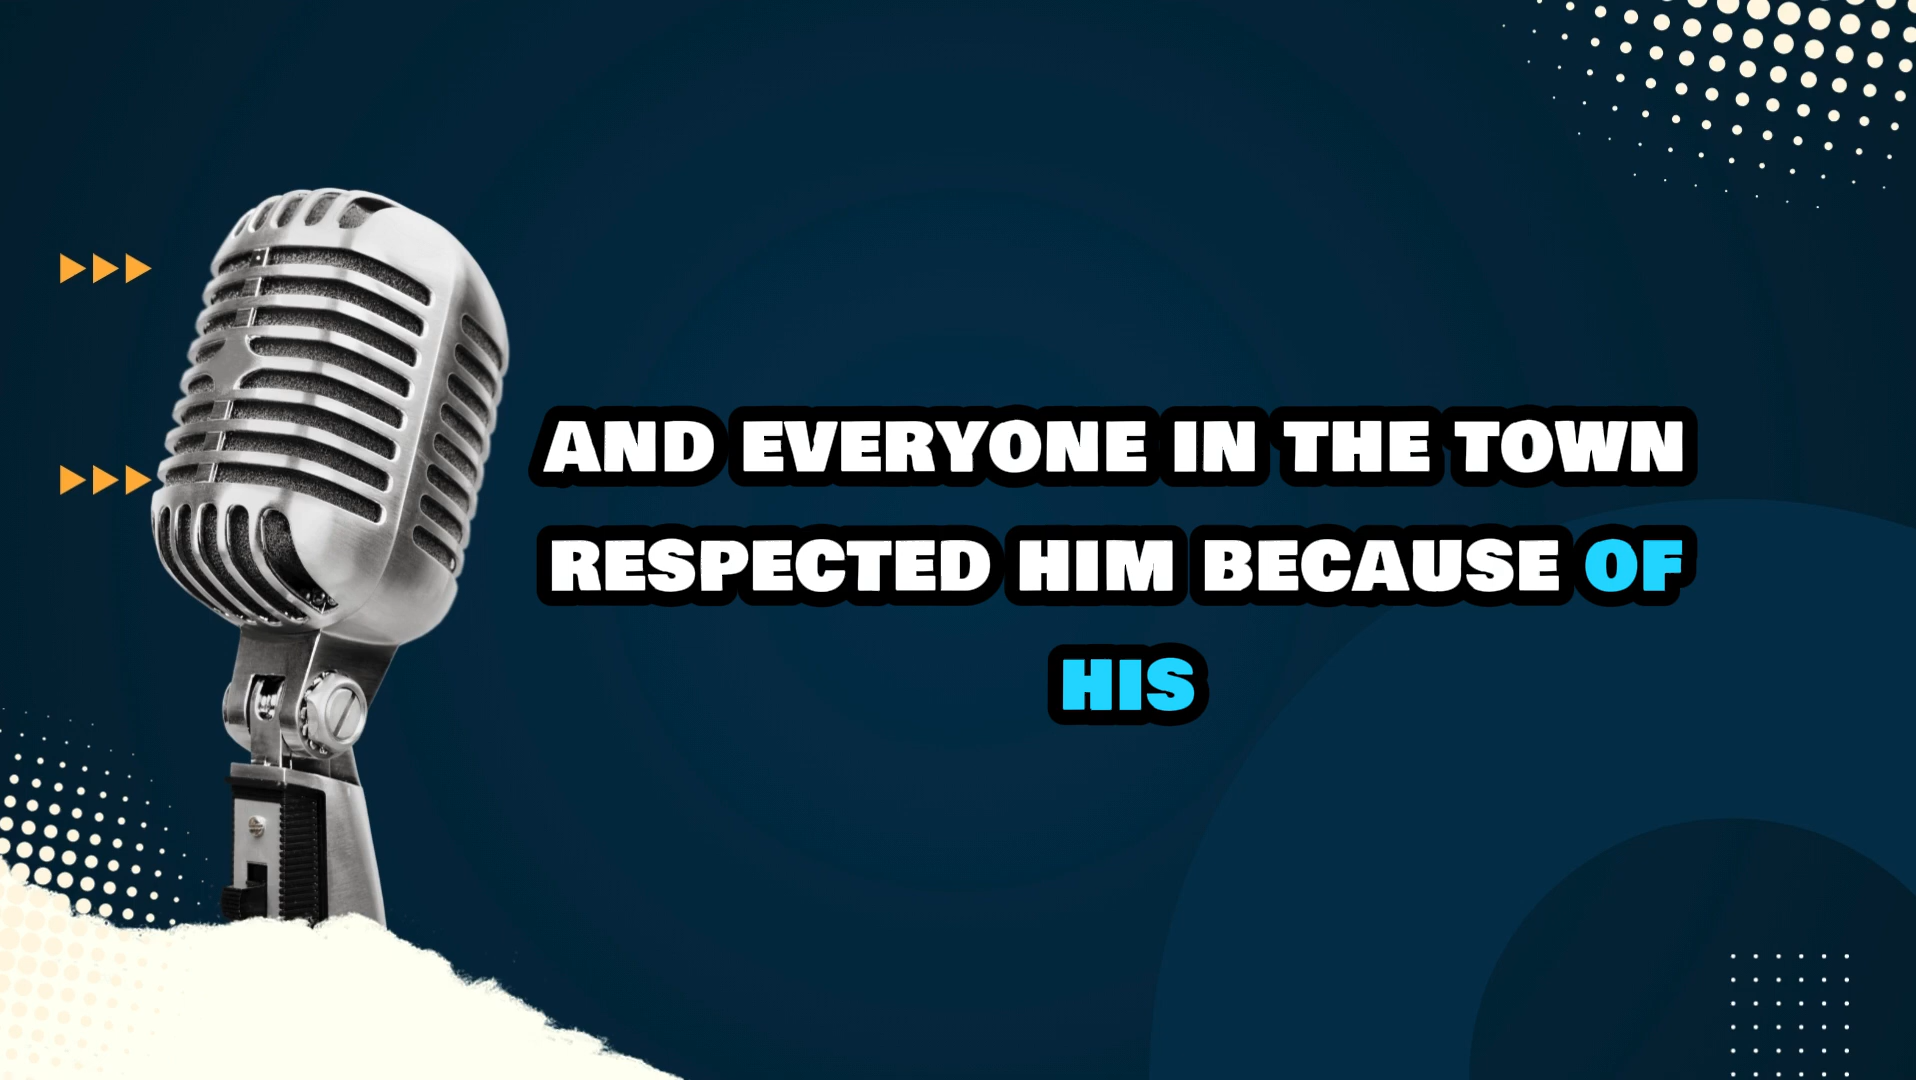 AND EVERYONE IN THE TOWN
RESPECTED HIM BECAUSE OF
HIS